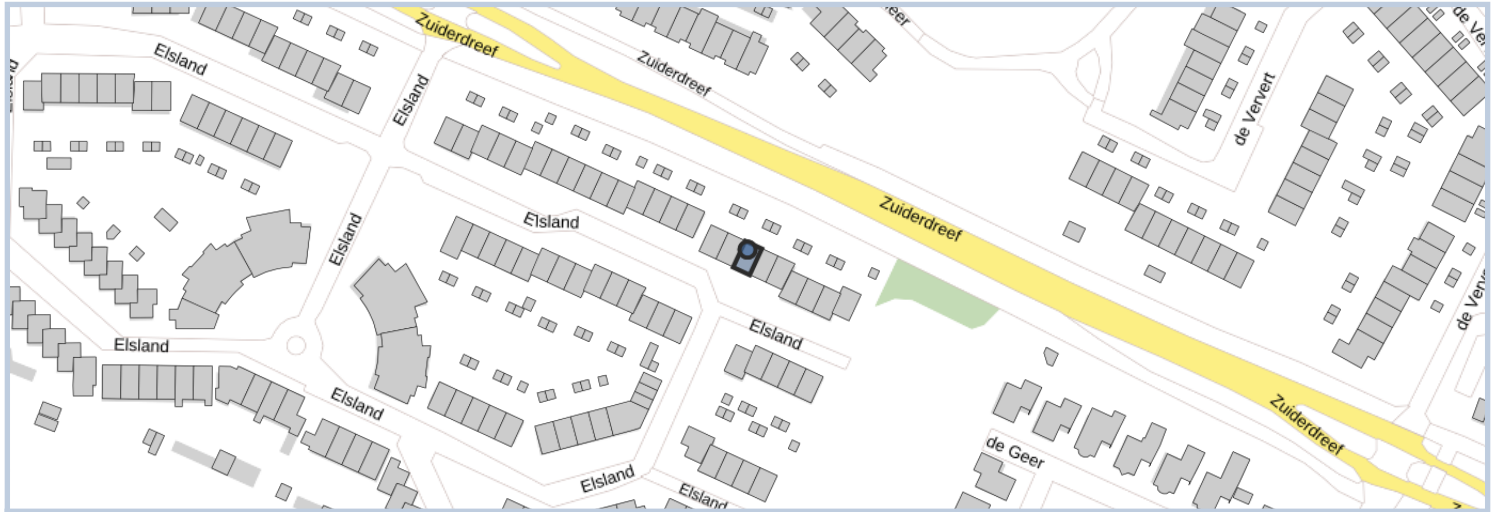 Zuiderdreef
Elsland
Zuiderdreef
Elsland
de Ververt
Elsland
Zuiderdreef
Elsland
Elsland
Elsland
Elsland
Zuiderdreef
de Geer
Elsland
Elsland